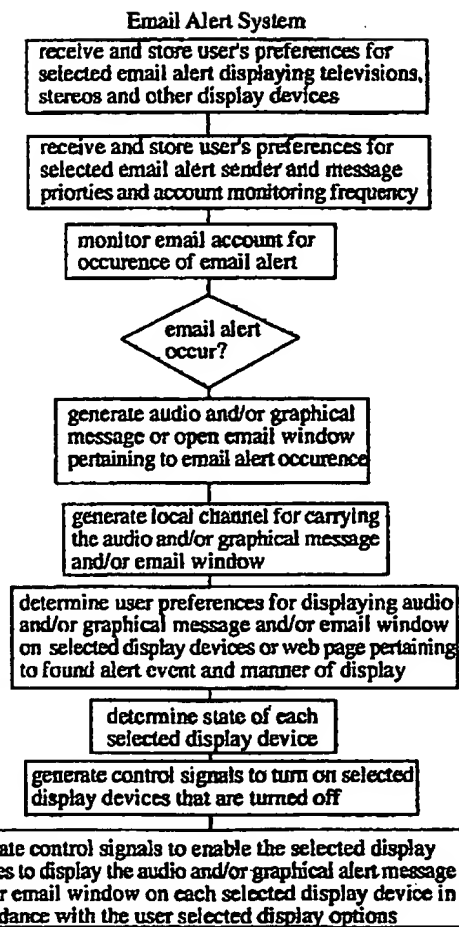 Email Alert System
receive and store user's preferences for
selected email alert displaying televisions,
stereos and other display devices
receive and store user's preferences for
selected email alert sender and message
priorties and account monitoring frequency
monitor email account for
occurence of email alert
email alert
occur?
generate audio and/or graphical
message or open email window
pertaining to email alert occurence
generate local channel for carrying
the audio and/or graphical message
and/or email window
determine user preferences for displaying audio
and/or graphical message and/or email window
on selected display devices or web page pertaining
to found alert event and manner of display
determine state of each
selected display device
generate control signals to turn on selected
display devices that are turned off
control signals to enable the selected display
to display the audio and/or graphical alert message
email window on each selected display device in
with the user selected display options